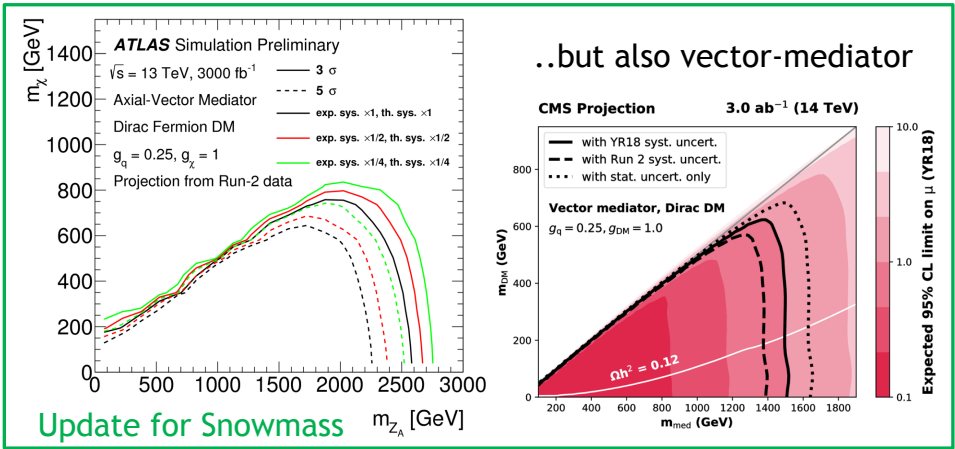 ATLAS Simulation Preliminary
√s = 13 TeV, 3000 fb⁻¹
Axial-Vector Mediator
Dirac Fermion DM
g_q = 0.25, g_χ = 1
Projection from Run-2 data
3 σ
5 σ
exp. sys. ×1, th. sys. ×1
exp. sys. ×1/2, th. sys. ×1/2
exp. sys. ×1/4, th. sys. ×1/4
m_χ [GeV]
1400
1200
1000
800
600
400
200
0
0 500 1000 1500 2000 2500 3000
m_{Z_A} [GeV]
Update for Snowmass
..but also vector-mediator
CMS Projection 3.0 ab⁻¹ (14 TeV)
with YR18 syst. uncert.
with Run 2 syst. uncert.
with stat. uncert. only
Vector mediator, Dirac DM
g_q = 0.25, g_DM = 1.0
Ωh² = 0.12
m_DM (GeV)
800
600
400
200
0
200 400 600 800 1000 1200 1400 1600 1800
m_med (GeV)
10.0
1.0
0.1
Expected 95% CL limit on μ (YR18)